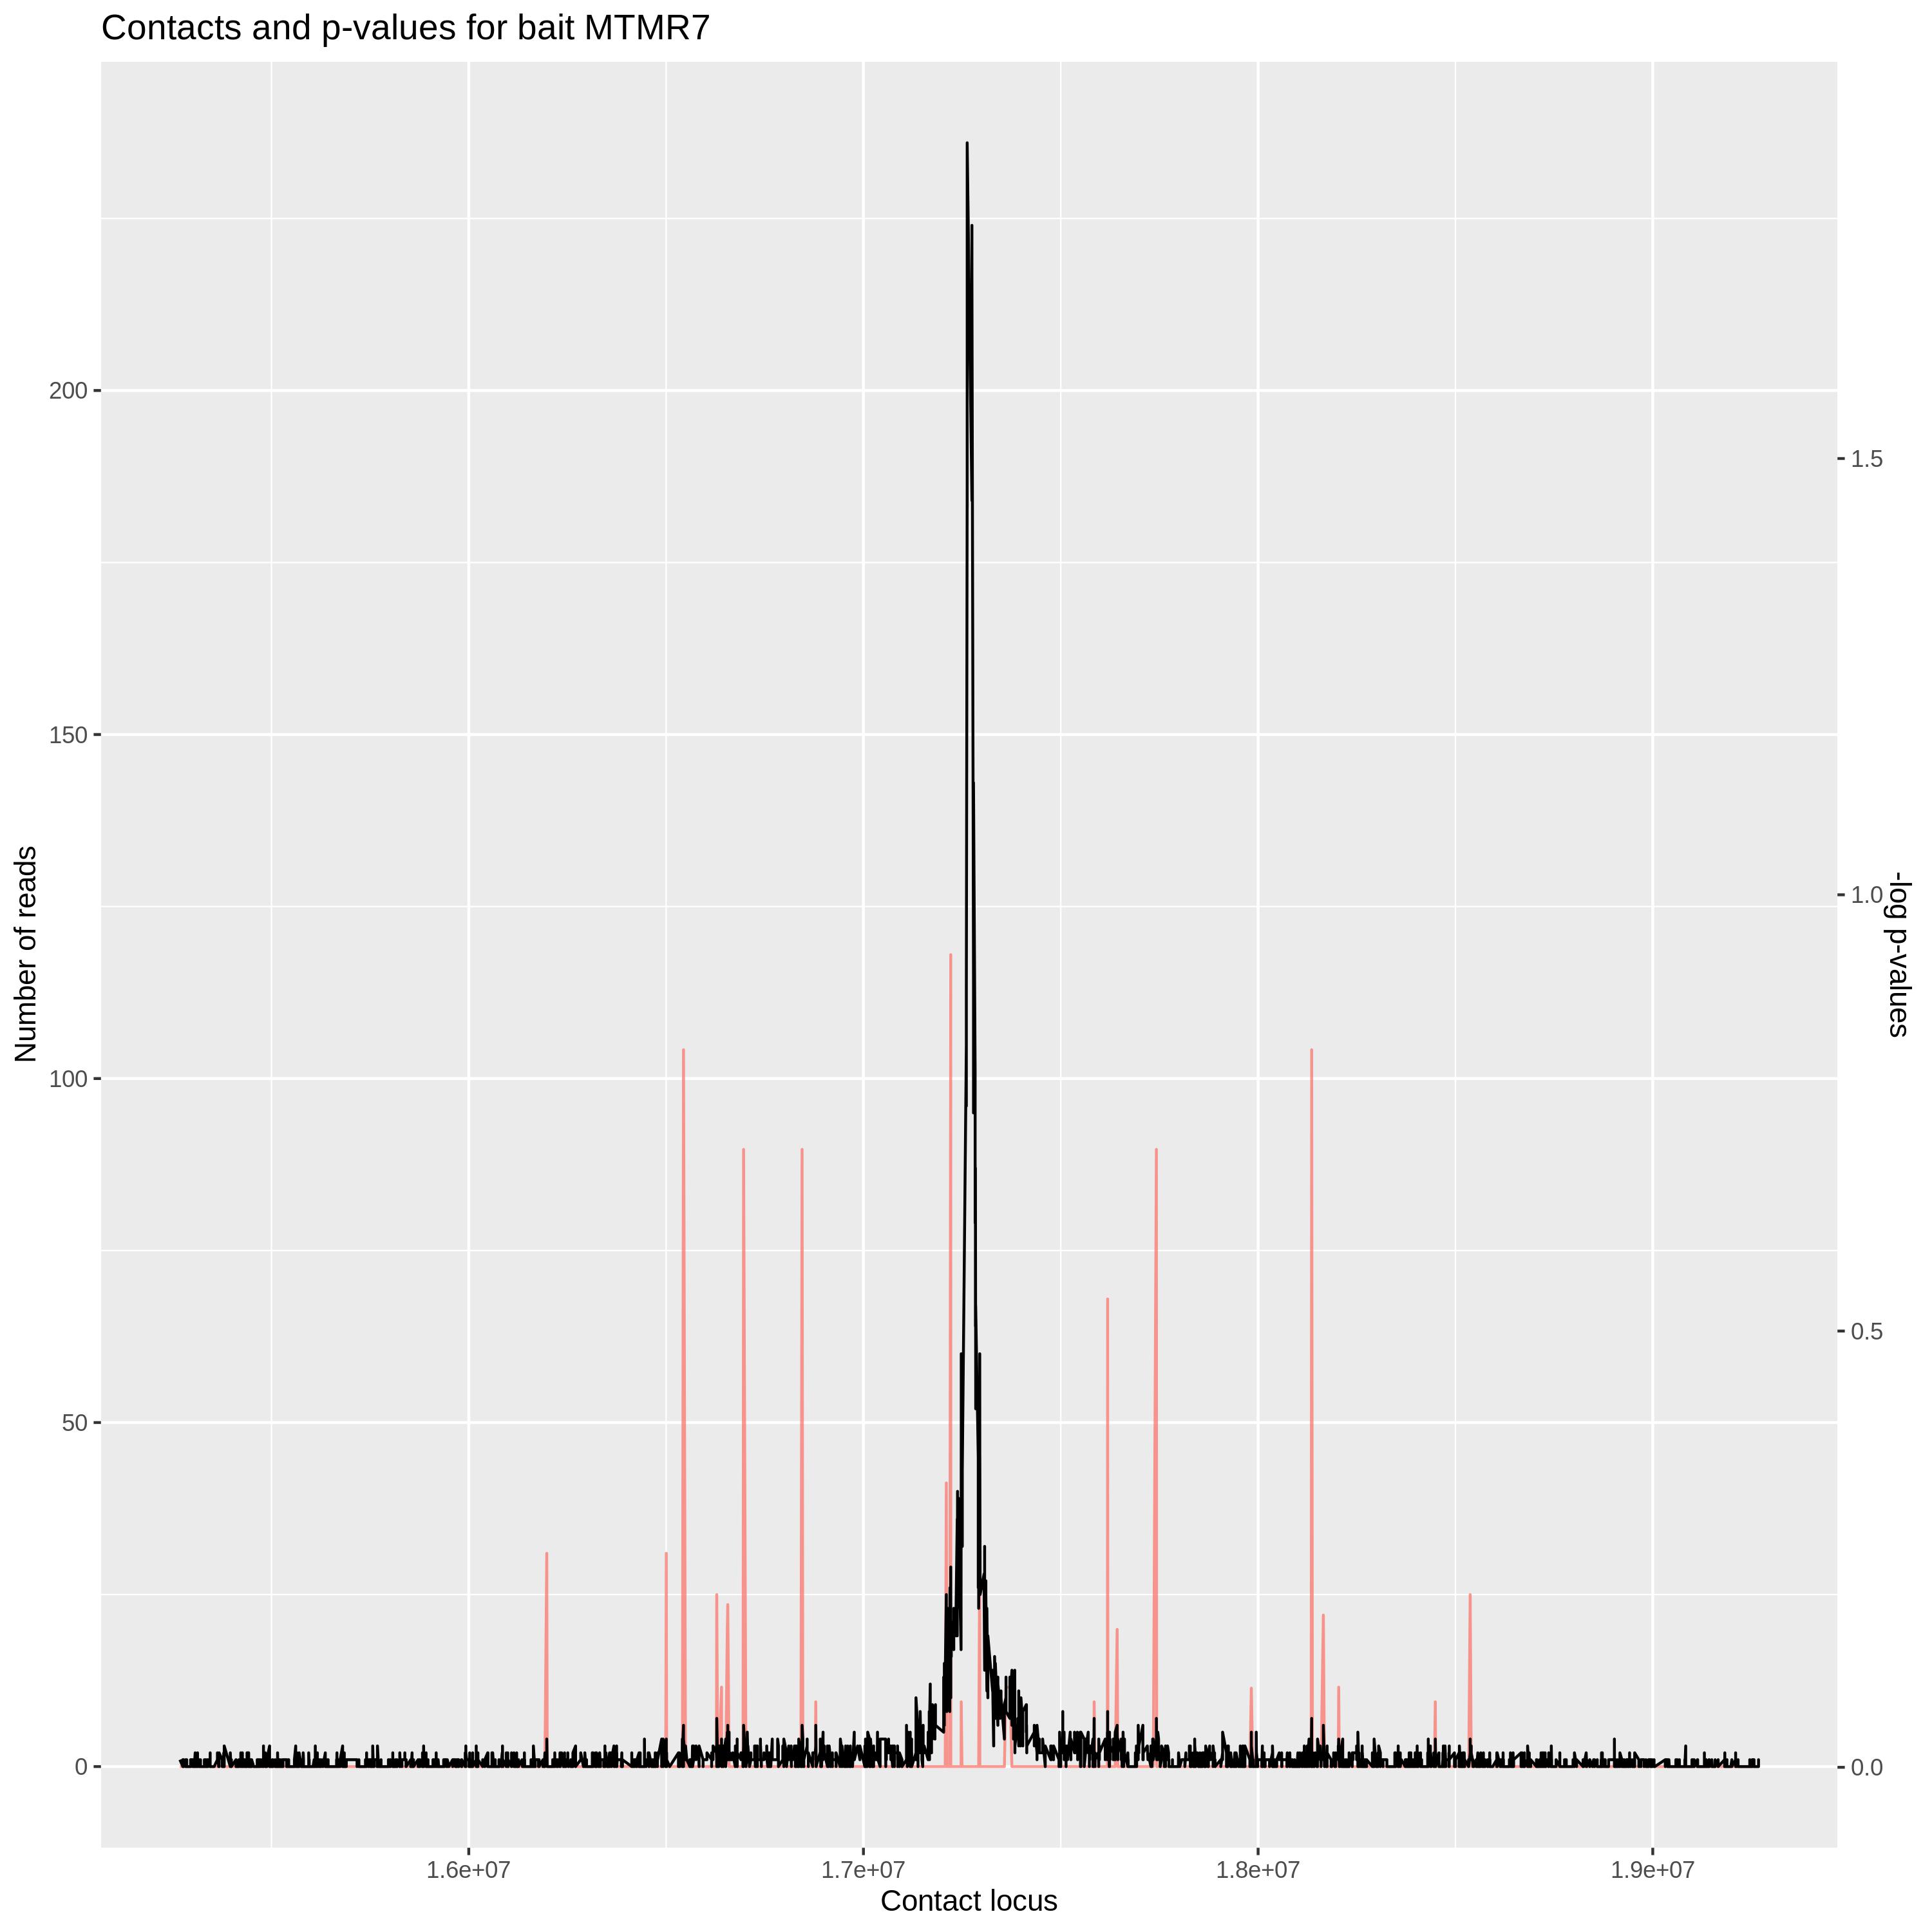 Contacts and p-values for bait MTMR7
200
150
100
50
0
Number of reads
1.5
1.0
0.5
0.0
-log p-values
1.6e+07 1.7e+07 1.8e+07 1.9e+07
Contact locus